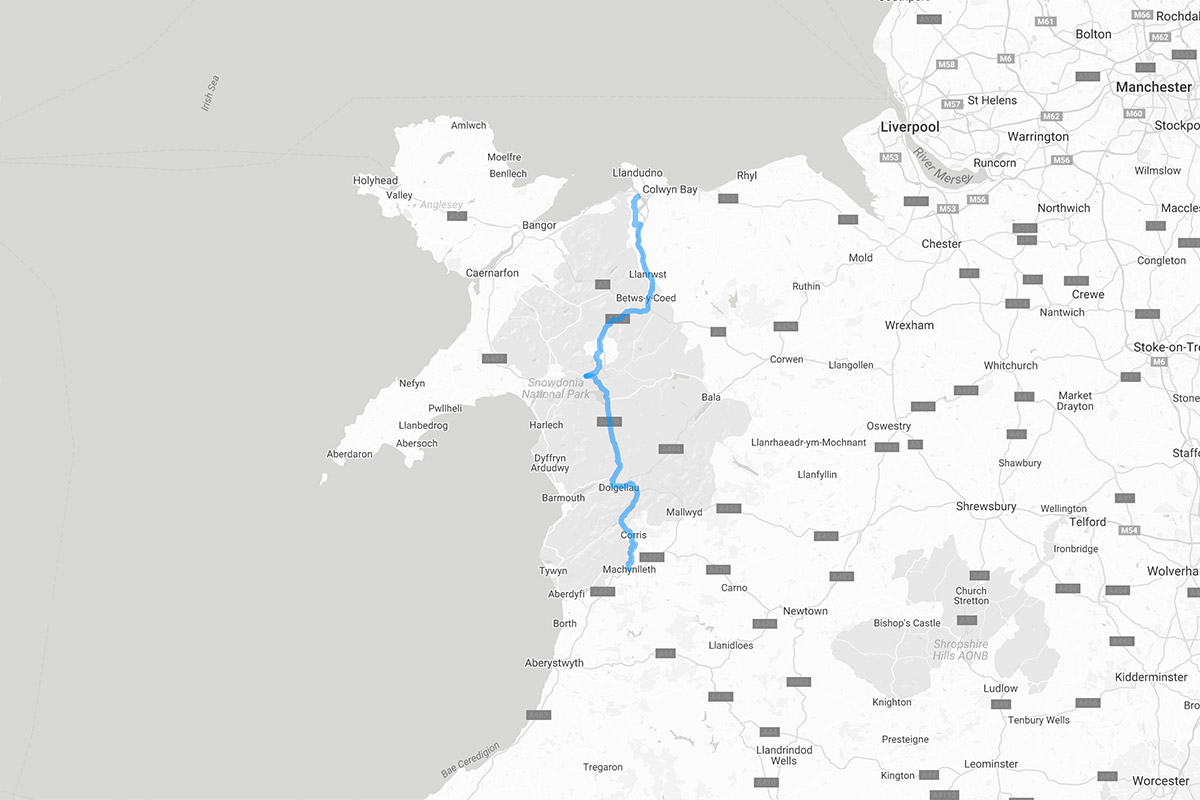 Southport
M61
M66
Rochda
Bolton
M62
M6
M58
Irish Sea
Manchester
M57
St Helens
M62
M60
Liverpool
Stockpo
Amlwch
Warrington
River Mersey
M53
M56
Moelfre
Runcorn
Wilmslow
Benllech
Llandudno
Rhyl
Holyhead
Colwyn Bay
Valley
M56
Anglesey
M53
Northwich
Maccles
Bangor
Chester
Mold
Congleton
Caernarfon
Llanrwst
Ruthin
Crewe
Betws-y-Coed
Nantwich
Wrexham
Stoke-on-Tre
Corwen
Llangollen
Whitchurch
M6
Nefyn
Snowdonia
National Park
Bala
Market
Drayton
Stone
Pwllheli
Llanbedrog
Harlech
Oswestry
Abersoch
Llanrhaeadr-ym-Mochnant
Aberdaron
Staffo
Dyffryn
Ardudwy
Shawbury
Llanfyllin
Dolgellau
Barmouth
Mallwyd
Shrewsbury
Wellington
Telford
M54
Corris
Ironbridge
Tywyn
Machynlleth
Wolverha
Carno
Church
Stretton
Aberdyfi
Newtown
Borth
Bishop's Castle
Llanidloes
Shropshire
Hills AONB
Aberystwyth
Kidderminster
Ludlow
Knighton
Bro
Tenbury Wells
Presteigne
Bae Ceredigion
Llandrindod
Wells
Tregaron
Leominster
Kington
Worcester